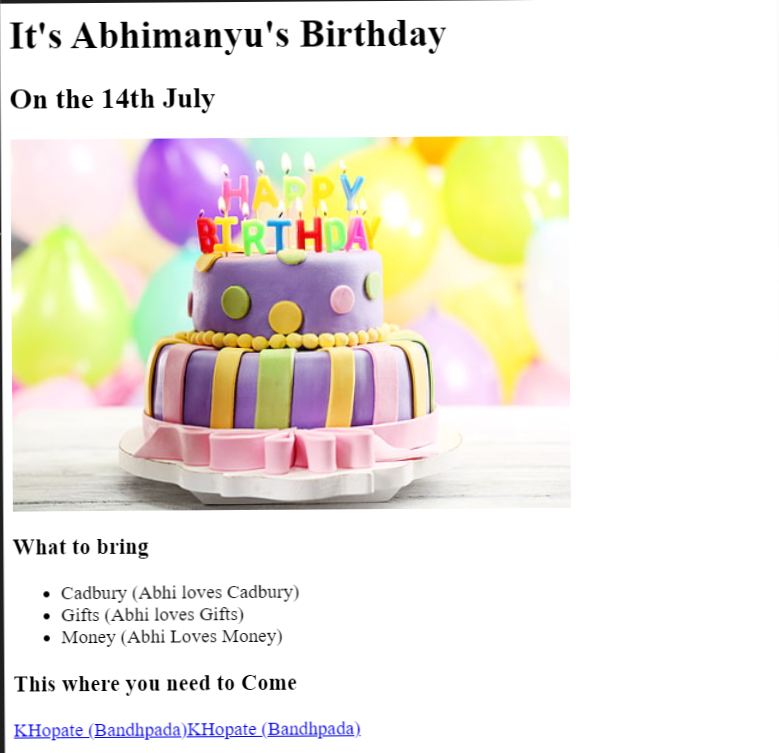 It's Abhimanyu's Birthday
On the 14th July
HAPPY
BIRTHDAY
What to bring
Cadbury (Abhi loves Cadbury)
Gifts (Abhi loves Gifts)
Money (Abhi Loves Money)
This where you need to Come
KHopate (Bandhpada)KHopate (Bandhpada)